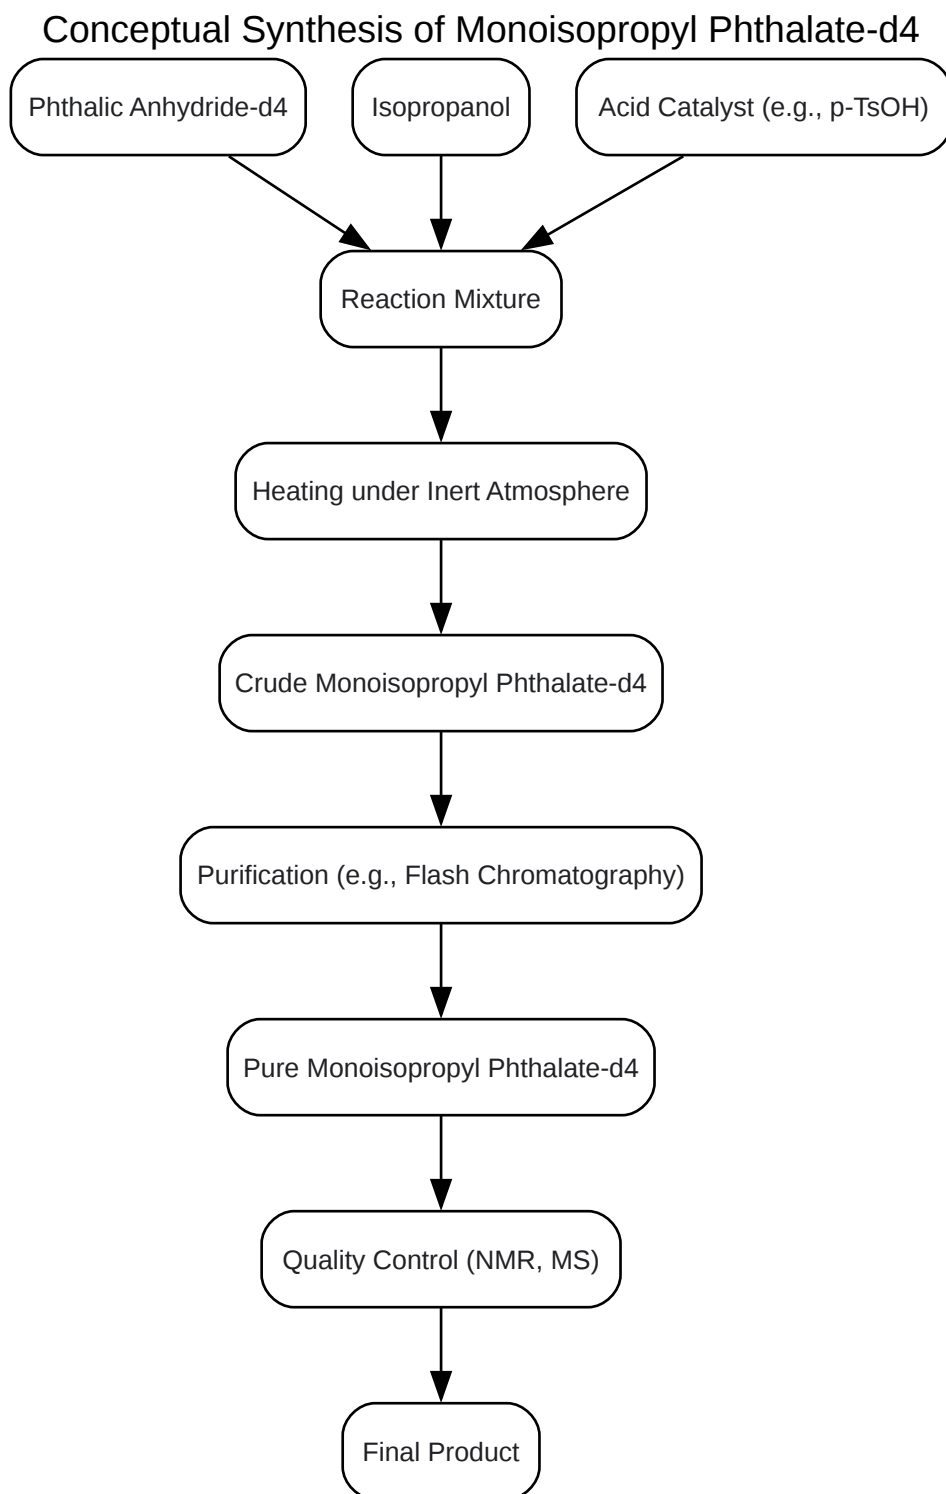 Conceptual Synthesis of Monoisopropyl Phthalate-d4
Phthalic Anhydride-d4
Isopropanol
Acid Catalyst (e.g., p-TsOH)
Reaction Mixture
Heating under Inert Atmosphere
Crude Monoisopropyl Phthalate-d4
Purification (e.g., Flash Chromatography)
Pure Monoisopropyl Phthalate-d4
Quality Control (NMR, MS)
Final Product